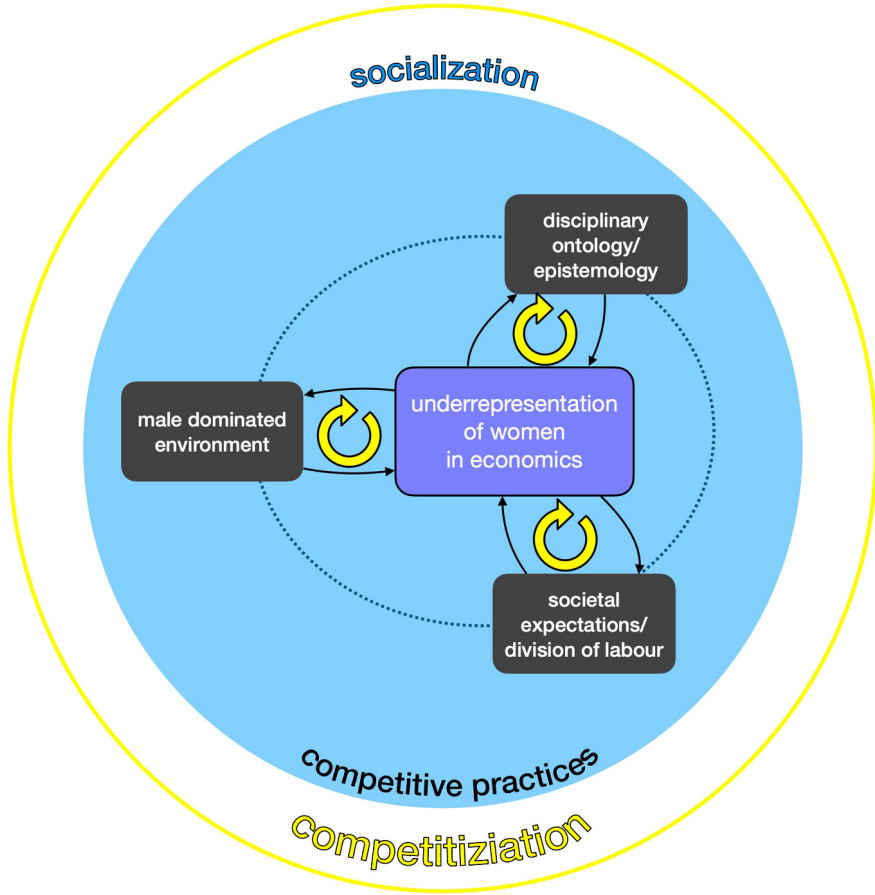 socialization
disciplinary
ontology/
epistemology
male dominated
environment
underrepresentation
of women
in economics
societal
expectations/
division of labour
competitive practices
competitiziation